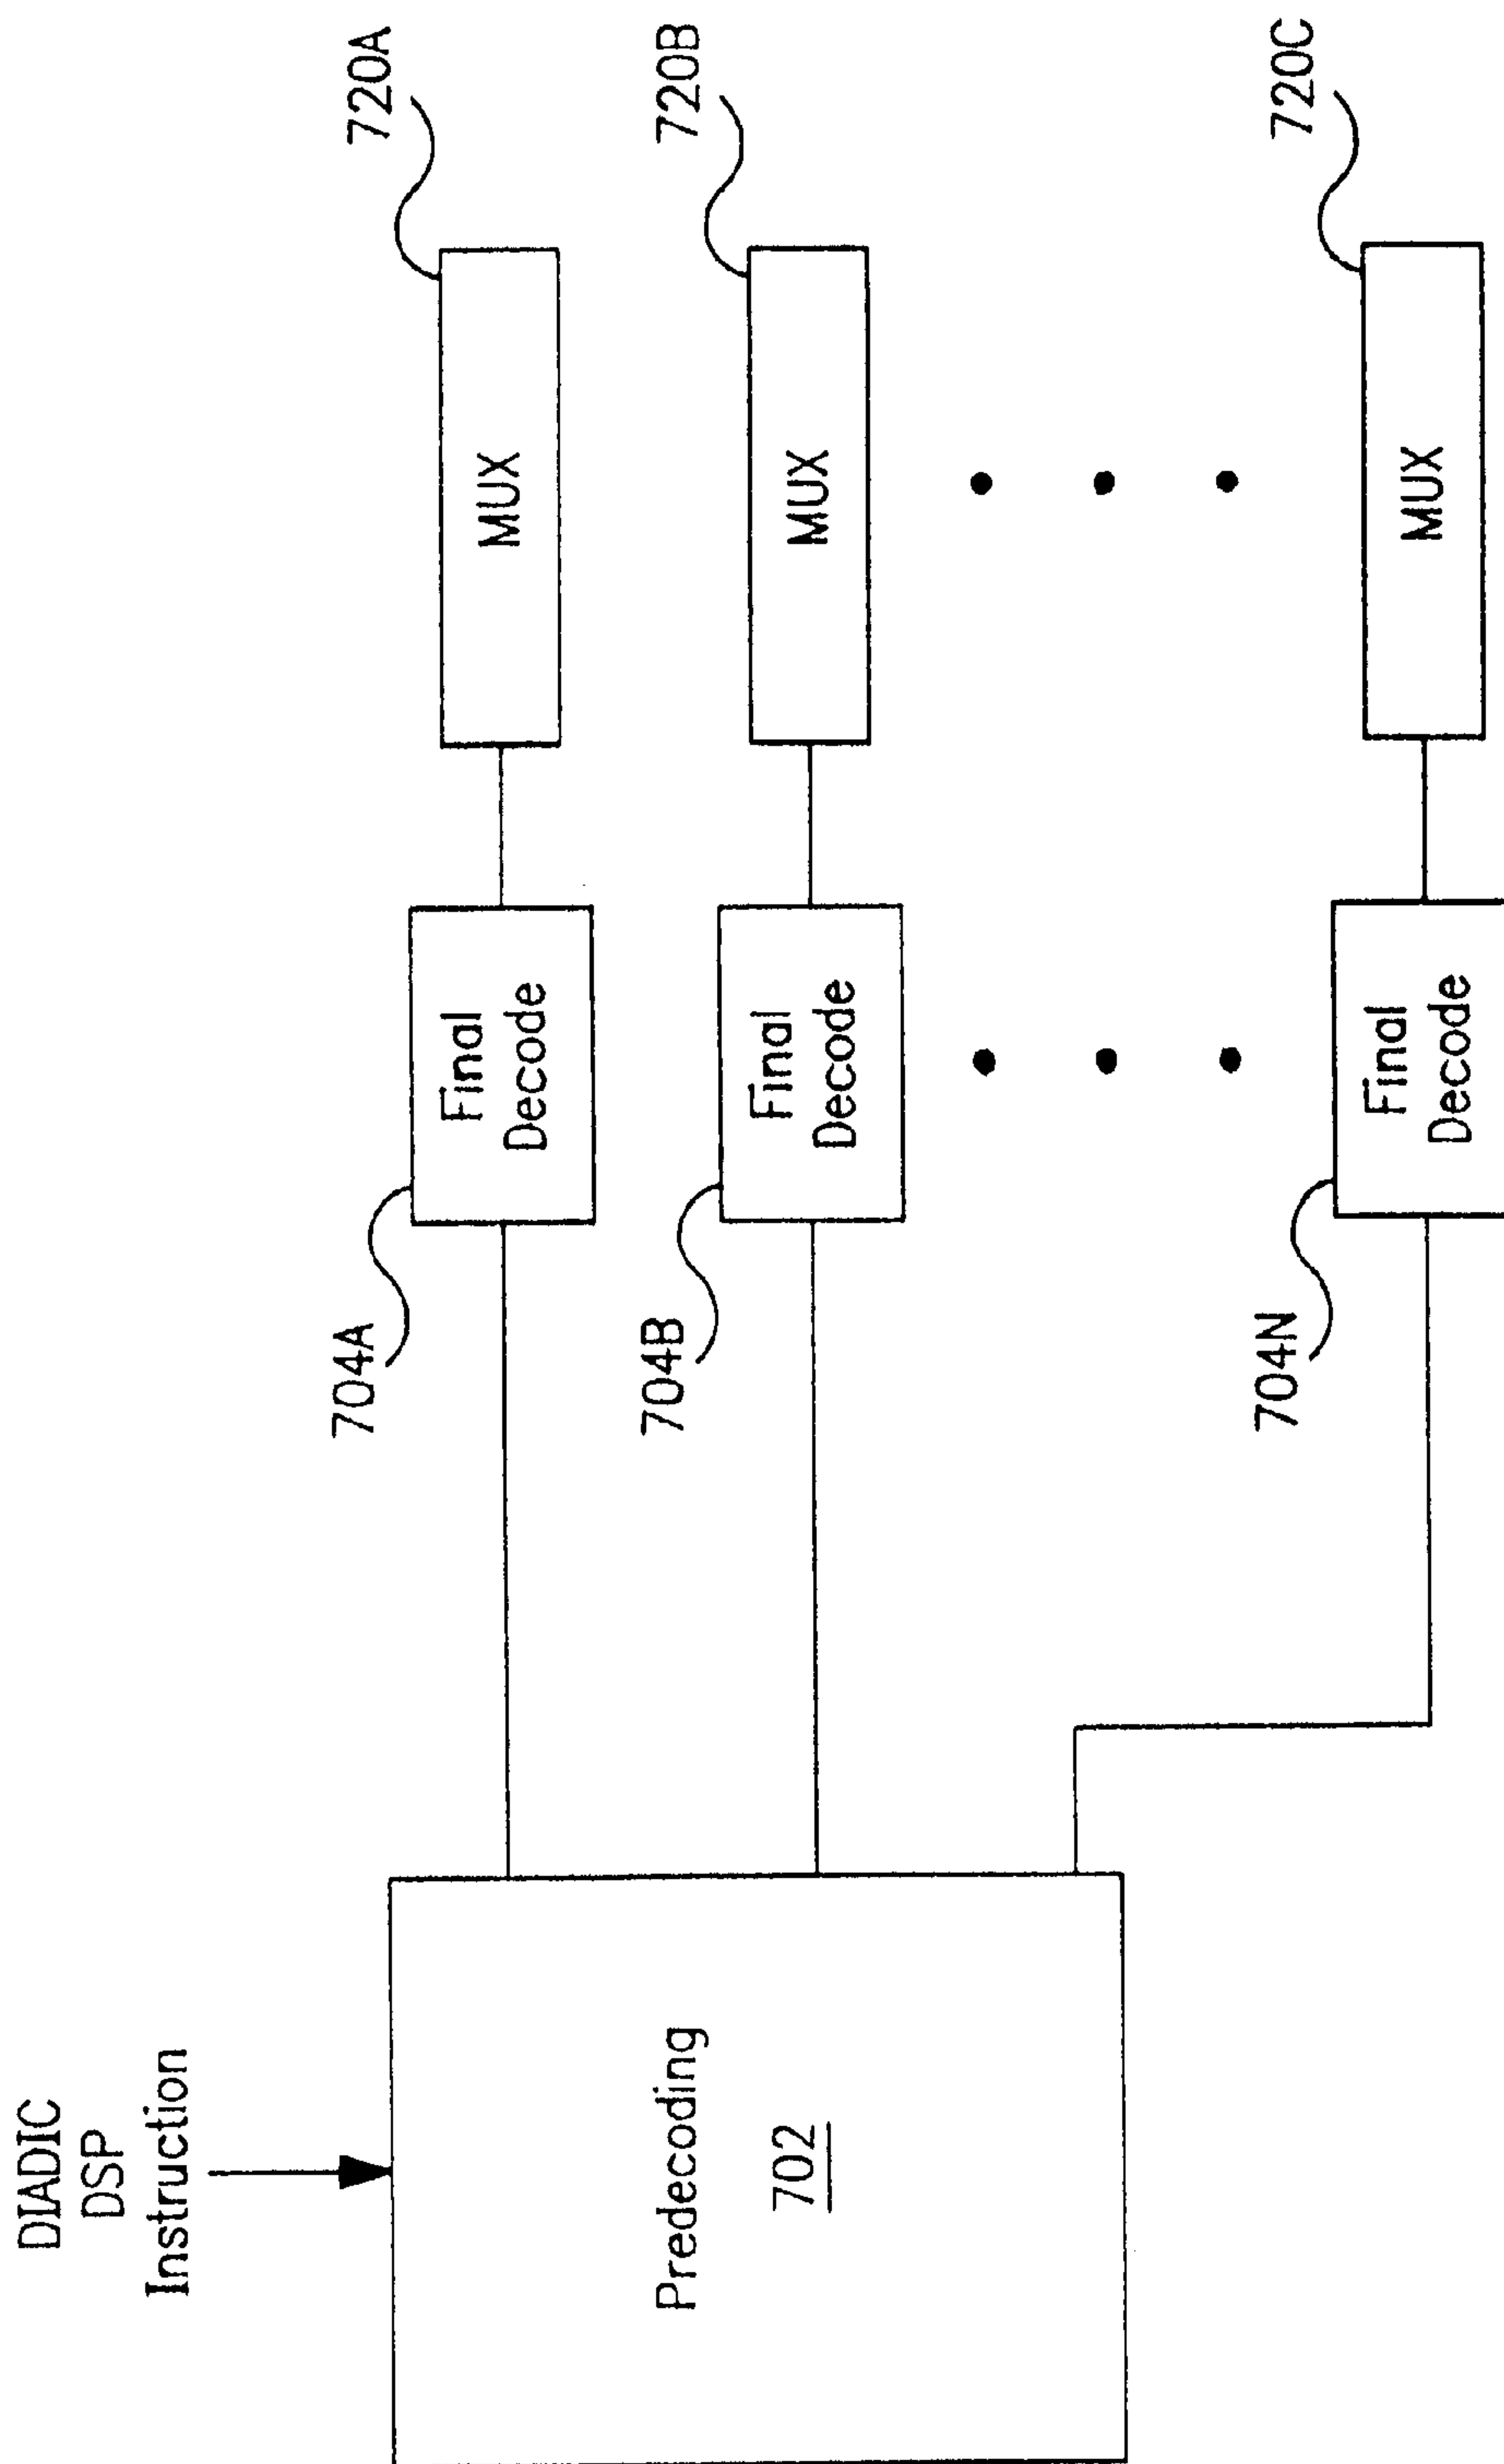 DIADIC
DSP
Instruction
Predecoding
702
704A
Final
Decode
MUX
720A
704B
Final
Decode
MUX
720B
704N
Final
Decode
MUX
720C